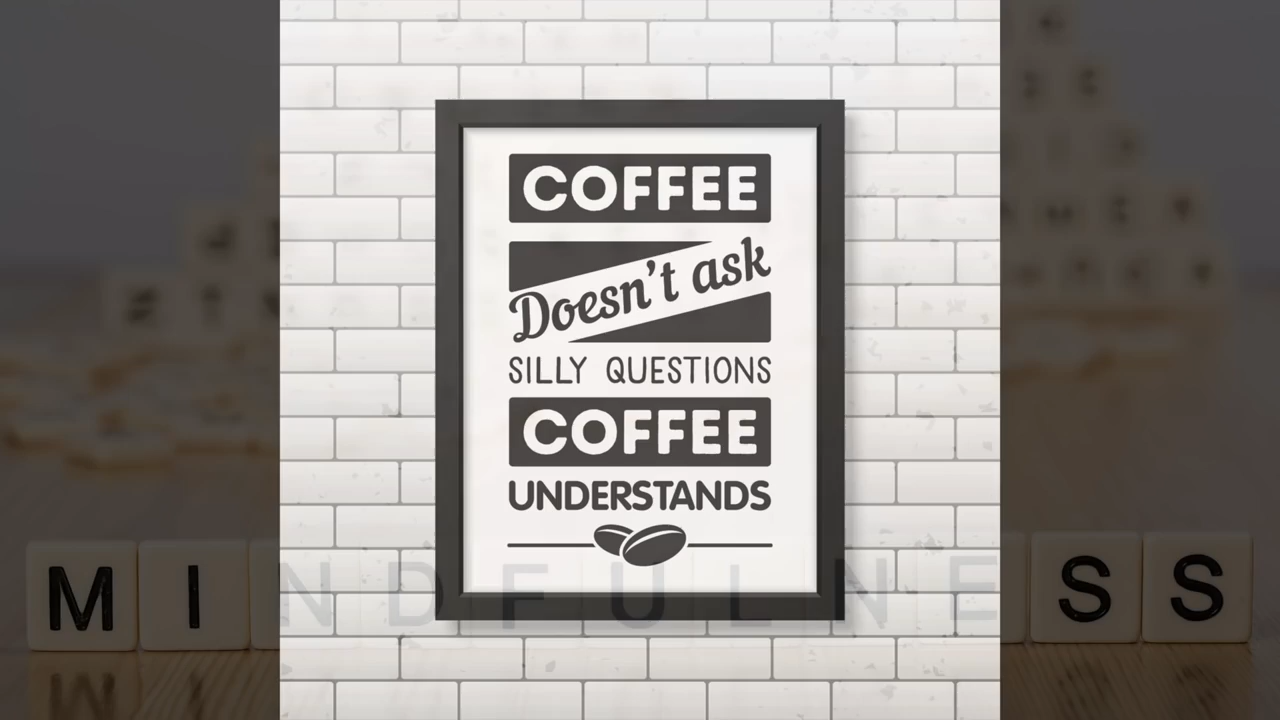 COFFEE
Doesn't ask
SILLY QUESTIONS
COFFEE
UNDERSTANDS
MINDFULNESS